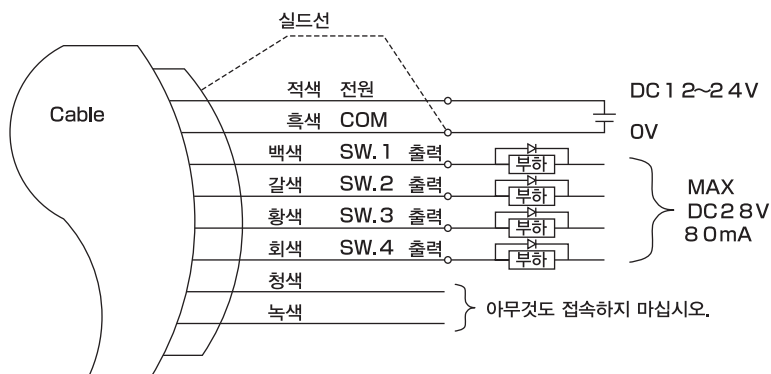 실드선
Cable
적색 전원
DC12~24V
흑색 COM
0V
백색 SW.1 출력
부하
갈색 SW.2 출력
부하
황색 SW.3 출력
부하
회색 SW.4 출력
부하
MAX
DC28V
80mA
청색
녹색
아무것도 접속하지 마십시오.